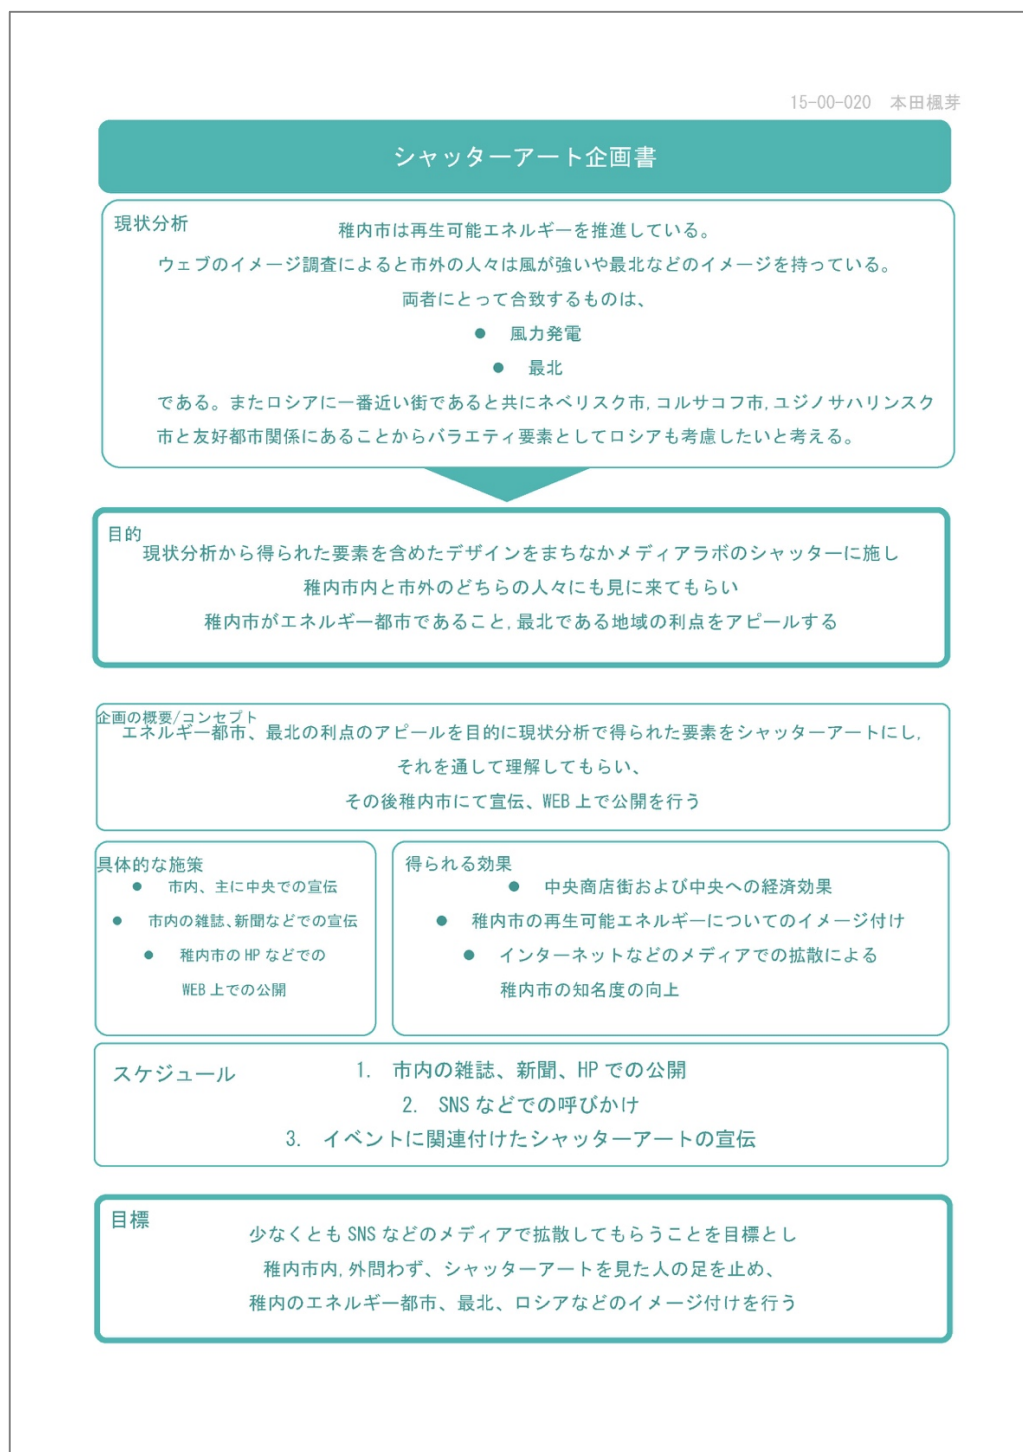 15-00-020 本田楓芽
シャッターアート企画書
現状分析
稚内市は再生可能エネルギーを推進している。
ウェブのイメージ調査によると市外の人々は風が強いや最北などのイメージを持っている。
両者にとって合致するものは、
● 風力発電
● 最北
である。またロシアに一番近い街であると共にネベリスク市,コルサコフ市,ユジノサハリンスク
市と友好都市関係にあることからバラエティ要素としてロシアも考慮したいと考える。
目的
現状分析から得られた要素を含めたデザインをまちなかメディアラボのシャッターに施し
稚内市内と市外のどちらの人々にも見に来てもらい
稚内市がエネルギー都市であること,最北である地域の利点をアピールする
企画の概要/コンセプト
エネルギー都市、最北の利点のアピールを目的に現状分析で得られた要素をシャッターアートにし,
それを通して理解してもらい、
その後稚内市にて宣伝、WEB上で公開を行う
具体的な施策
● 市内、主に中央での宣伝
● 市内の雑誌、新聞などでの宣伝
● 稚内市のHPなどでの
WEB上での公開
得られる効果
● 中央商店街および中央への経済効果
● 稚内市の再生可能エネルギーについてのイメージ付け
● インターネットなどのメディアでの拡散による
稚内市の知名度の向上
スケジュール
1. 市内の雑誌、新聞、HPでの公開
2. SNSなどでの呼びかけ
3. イベントに関連付けたシャッターアートの宣伝
目標
少なくともSNSなどのメディアで拡散してもらうことを目標とし
稚内市内,外問わず、シャッターアートを見た人の足を止め、
稚内のエネルギー都市、最北、ロシアなどのイメージ付けを行う